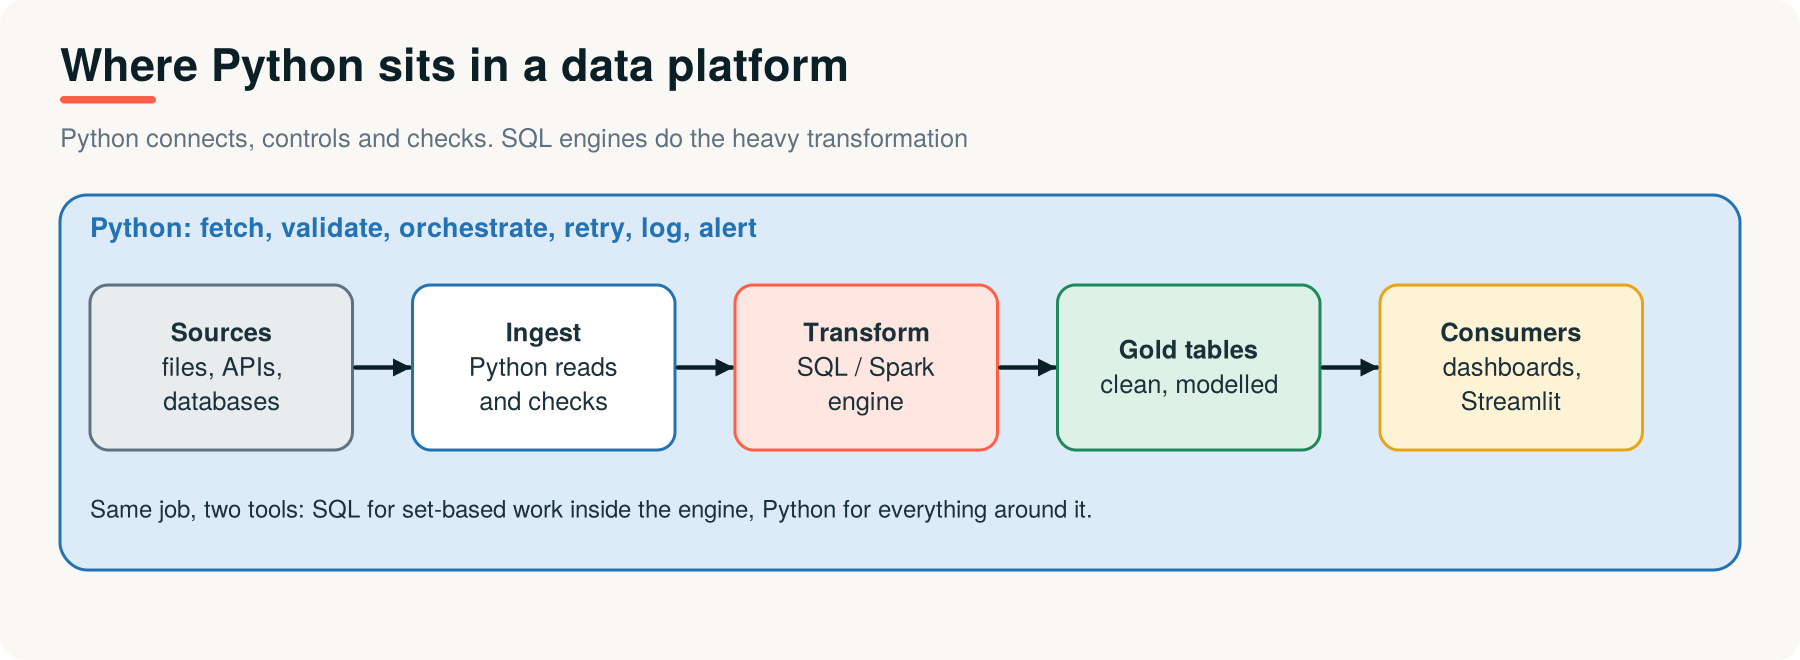 Where Python sits in a data platform
Python connects, controls and checks. SQL engines do the heavy transformation
Python: fetch, validate, orchestrate, retry, log, alert
Sources
files, APIs,
databases
Ingest
Python reads
and checks
Transform
SQL / Spark
engine
Gold tables
clean, modelled
Consumers
dashboards,
Streamlit
Same job, two tools: SQL for set-based work inside the engine, Python for everything around it.